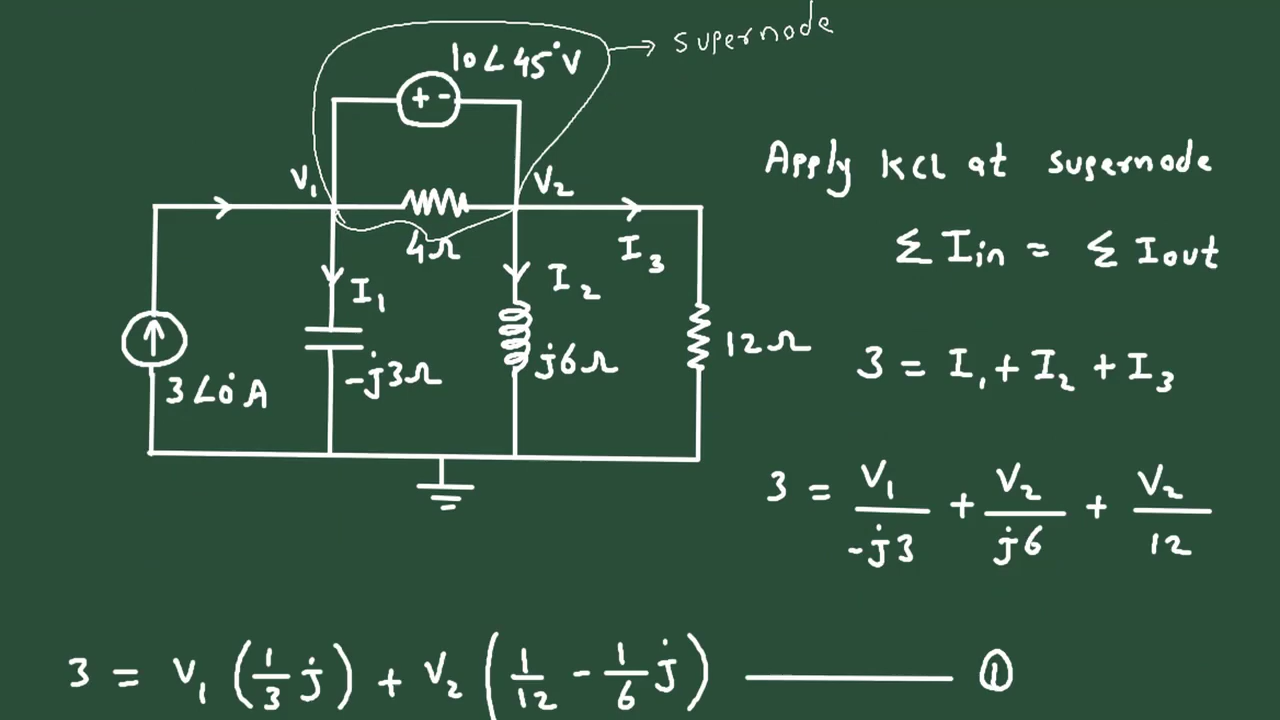 supernode
10∠45°V
+ -
V₁
V₂
4Ω
I₁
I₂
I₃
3∠0° A
-j3Ω
j6Ω
12Ω
Apply KCL at supernode
Σ Iin = Σ Iout
3 = I₁ + I₂ + I₃
3 = V₁/-j3 + V₂/j6 + V₂/12
3 = V₁ (1/3 j) + V₂ (1/12 - 1/6 j) ——— ①